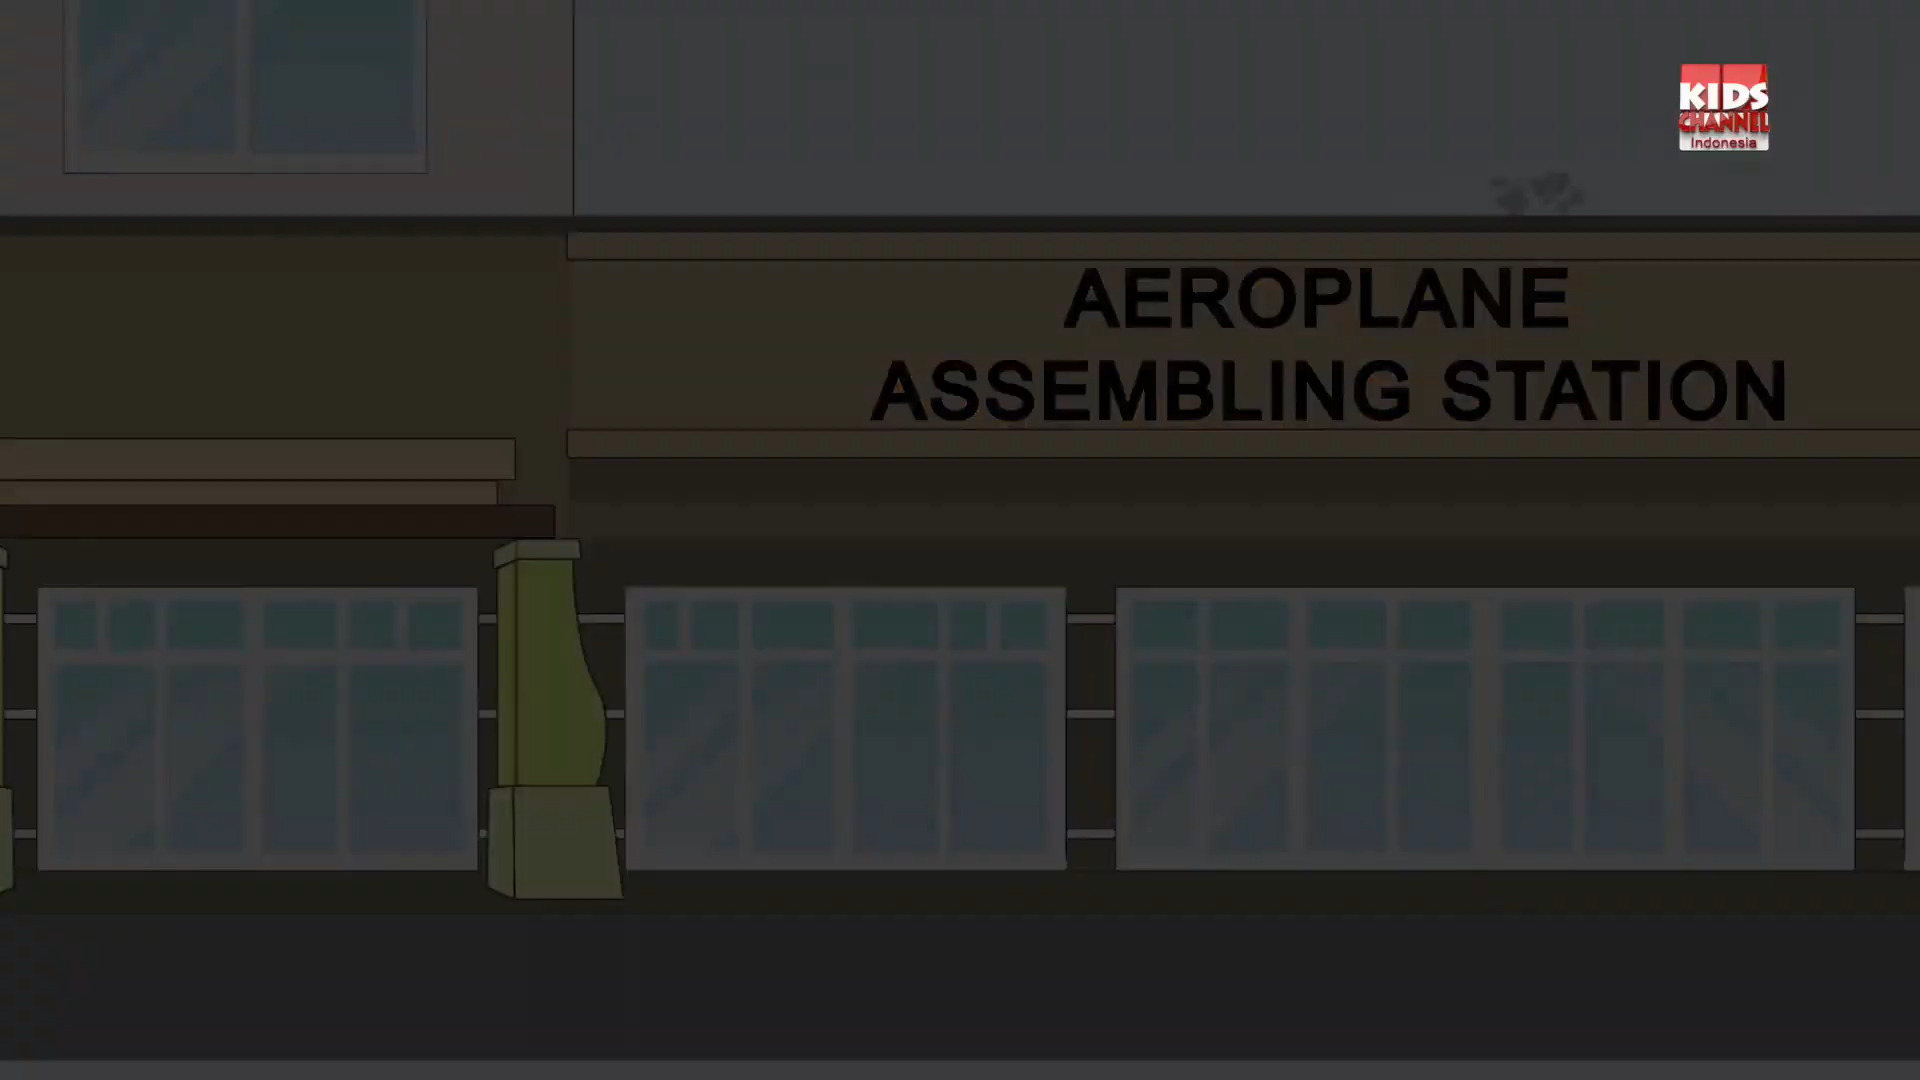 KIDS
CHANNEL
Indonesia
AEROPLANE
ASSEMBLING STATION